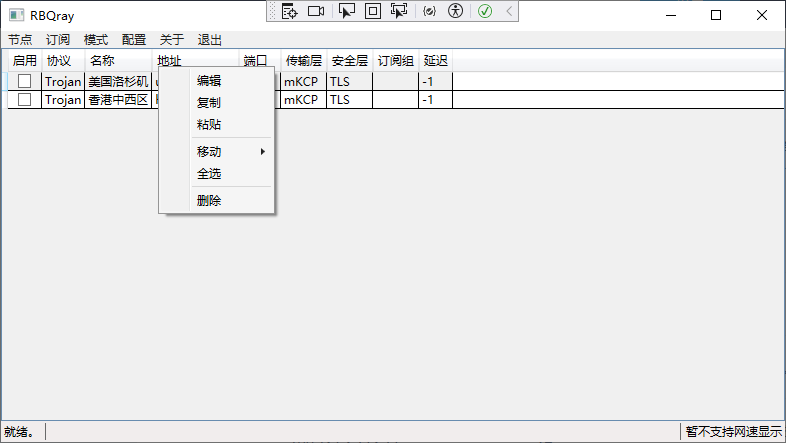 RBQray
节点 订阅 模式 配置 关于 退出
启用 协议 名称 地址 端口 传输层 安全层 订阅组 延迟
Trojan 美国洛杉矶 mKCP TLS -1
Trojan 香港中西区 mKCP TLS -1
编辑
复制
粘贴
移动
全选
删除
就绪。 暂不支持网速显示